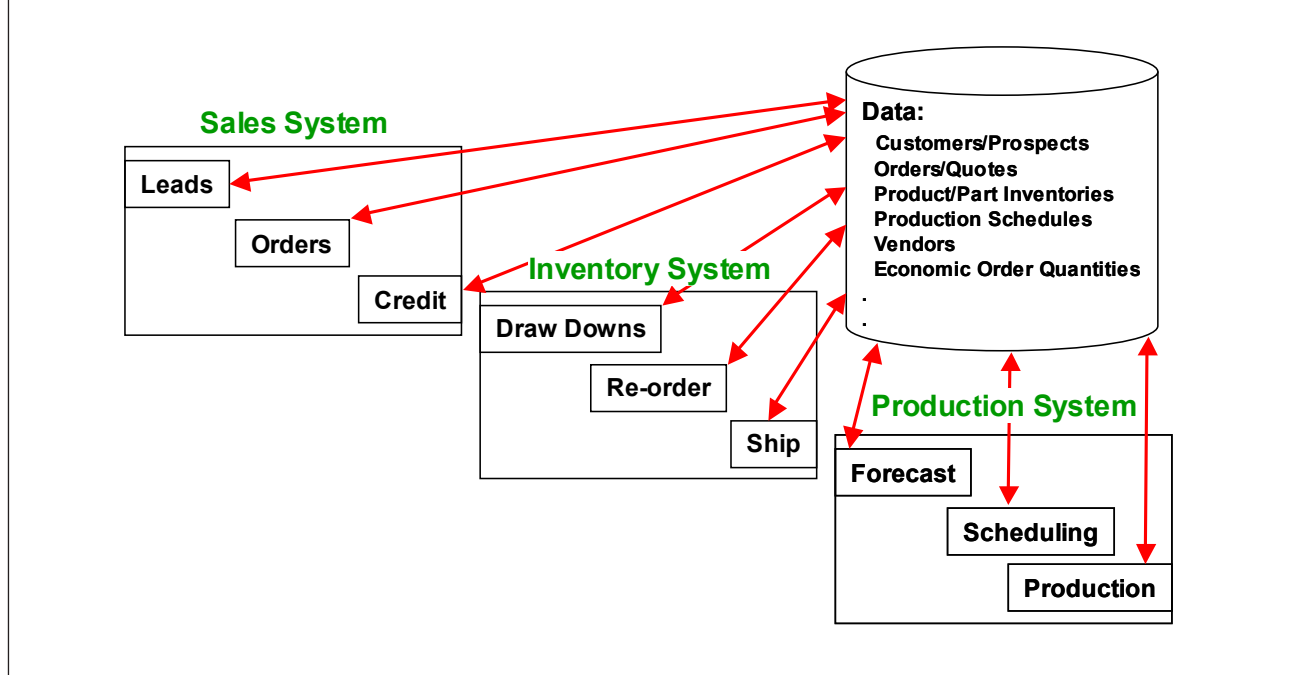 Sales System
Leads
Orders
Credit
Inventory System
Draw Downs
Re-order
Ship
Data:
Customers/Prospects
Orders/Quotes
Product/Part Inventories
Production Schedules
Vendors
Economic Order Quantities
.
.
Production System
Forecast
Scheduling
Production